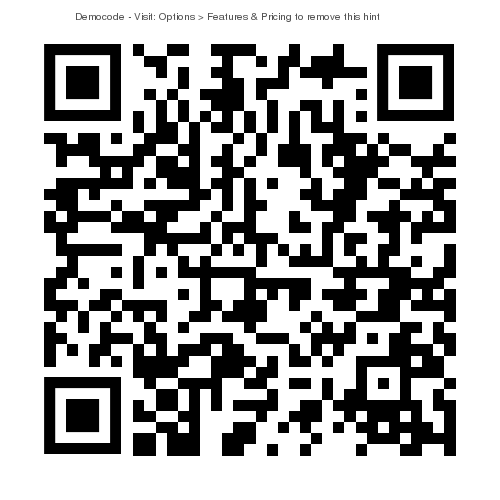 Democode - Visit: Options > Features & Pricing to remove this hint